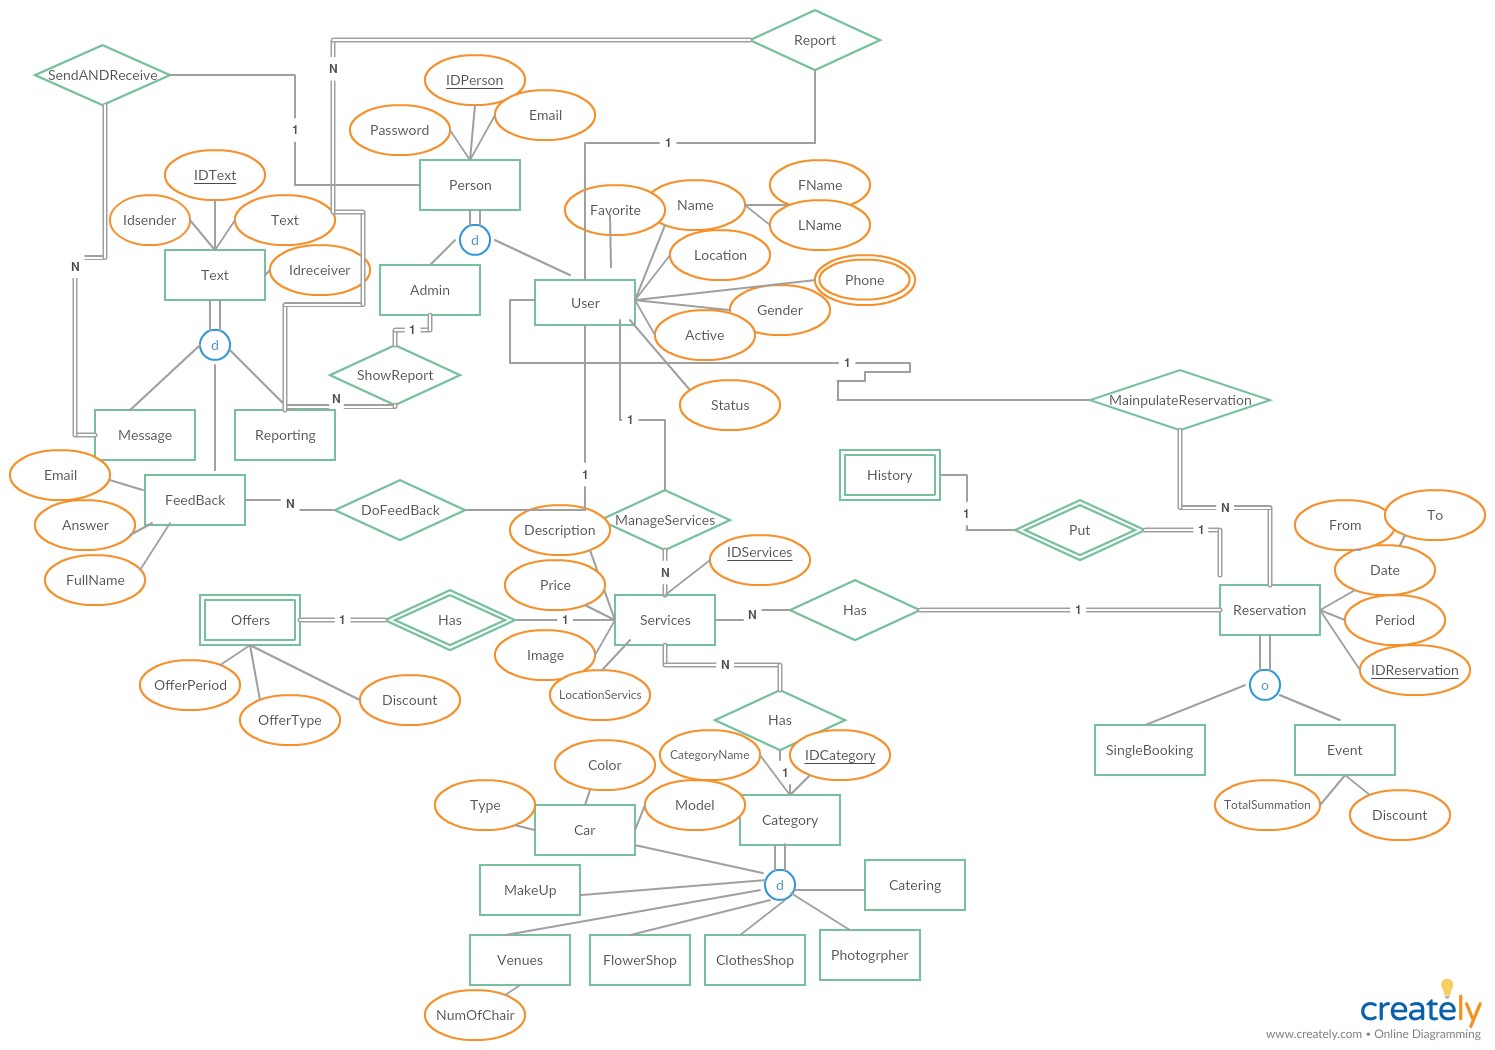 Report
SendANDReceive
N
IDPerson
Email
Password
1
1
IDText
Person
FName
Favorite
Name
LName
Idsender
Text
d
Location
N
Text
Idreceiver
Admin
Phone
User
Gender
1
Active
d
ShowReport
1
MainpulateReservation
N
Status
1
Message
Reporting
Email
FeedBack
N
DoFeedBack
1
ManageServices
History
1
Put
1
N
From
To
Answer
Description
IDServices
Date
FullName
N
Price
Offers
1
Has
1
Services
N
Has
1
Reservation
Period
Image
IDReservation
OfferPeriod
LocationServics
N
o
OfferType
Discount
Has
SingleBooking
Event
CategoryName
IDCategory
Color
1
Type
Model
TotalSummation
Discount
Car
Category
MakeUp
d
Catering
Venues
FlowerShop
ClothesShop
Photogrpher
NumOfChair
creately
www.creately.com • Online Diagramming